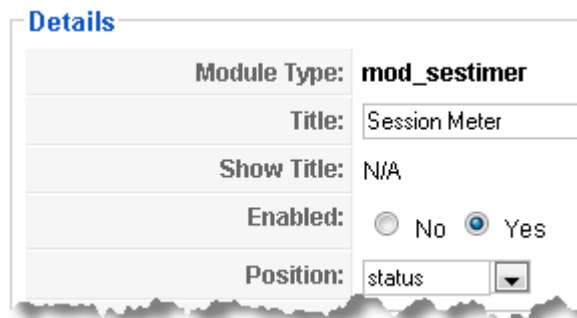 Details
Module Type: mod_sestimer
Title: Session Meter
Show Title: N/A
Enabled: No Yes
Position: status